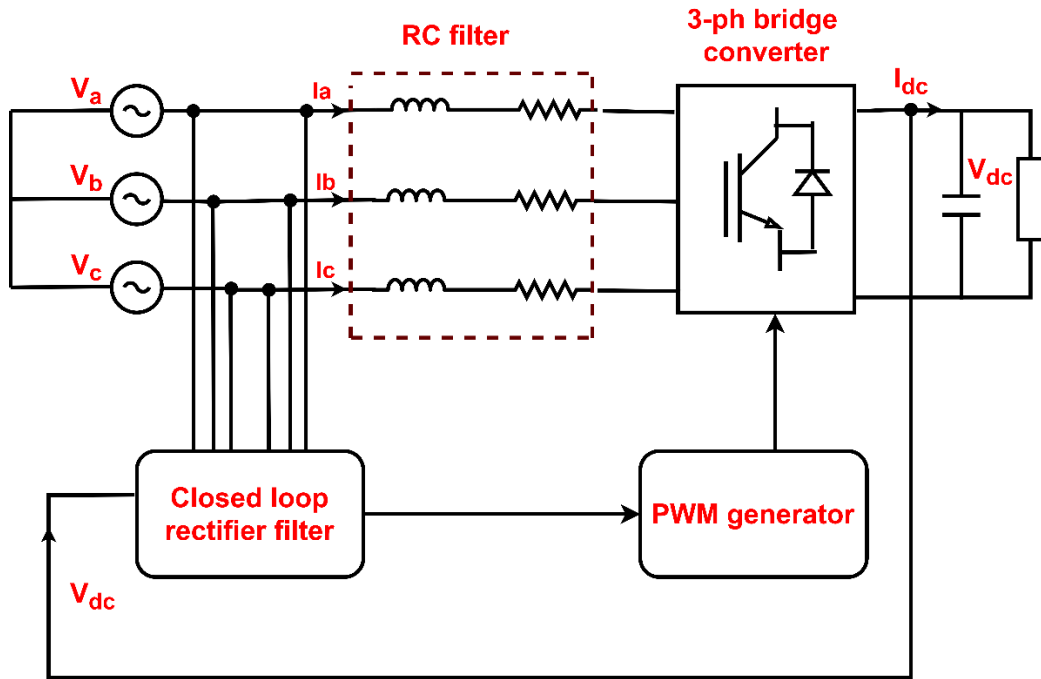 3-ph bridge
converter
RC filter
Va
Ia
Idc
Vb
Ib
Vdc
Vc
Ic
Closed loop
rectifier filter
PWM generator
Vdc